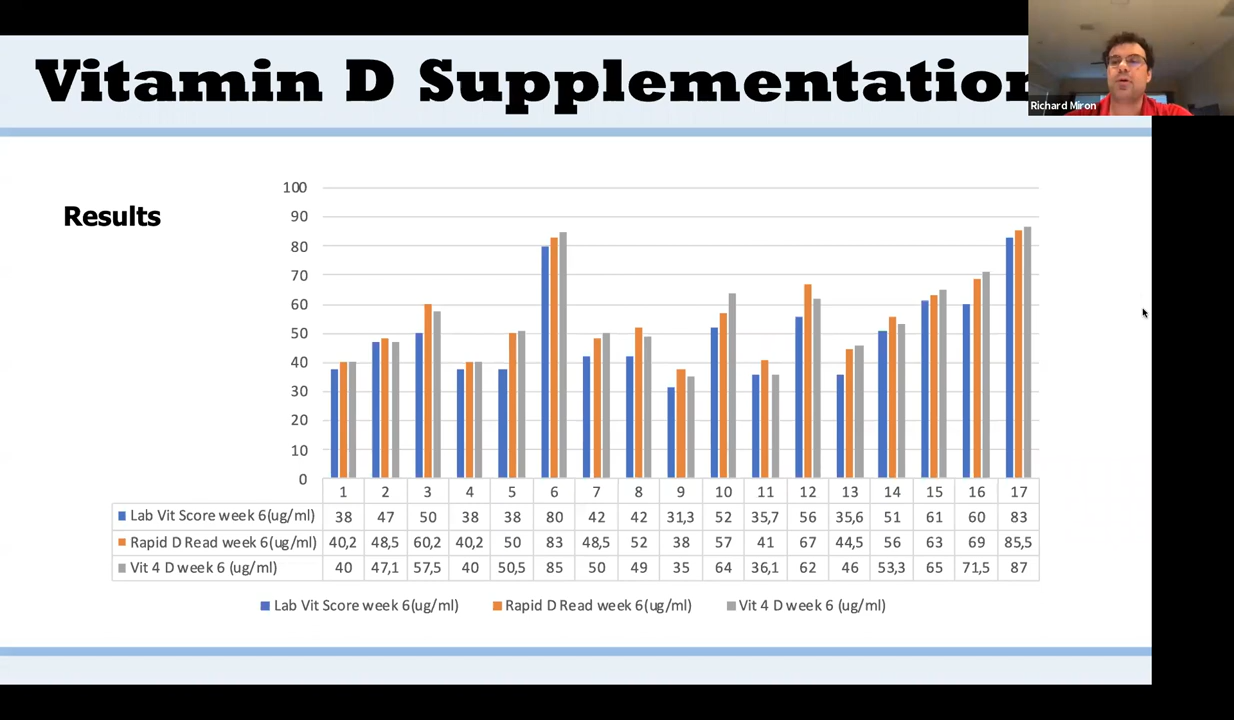 Vitamin D Supplementation
Richard Miron
Results
100
90
80
70
60
50
40
30
20
10
0
1 2 3 4 5 6 7 8 9 10 11 12 13 14 15 16 17
Lab Vit Score week 6(ug/ml) 38 47 50 38 38 80 42 42 31,3 52 35,7 56 35,6 51 61 60 83
Rapid D Read week 6(ug/ml) 40,2 48,5 60,2 40,2 50 83 48,5 52 38 57 41 67 44,5 56 63 69 85,5
Vit 4 D week 6 (ug/ml) 40 47,1 57,5 40 50,5 85 50 49 35 64 36,1 62 46 53,3 65 71,5 87
Lab Vit Score week 6(ug/ml) Rapid D Read week 6(ug/ml) Vit 4 D week 6 (ug/ml)